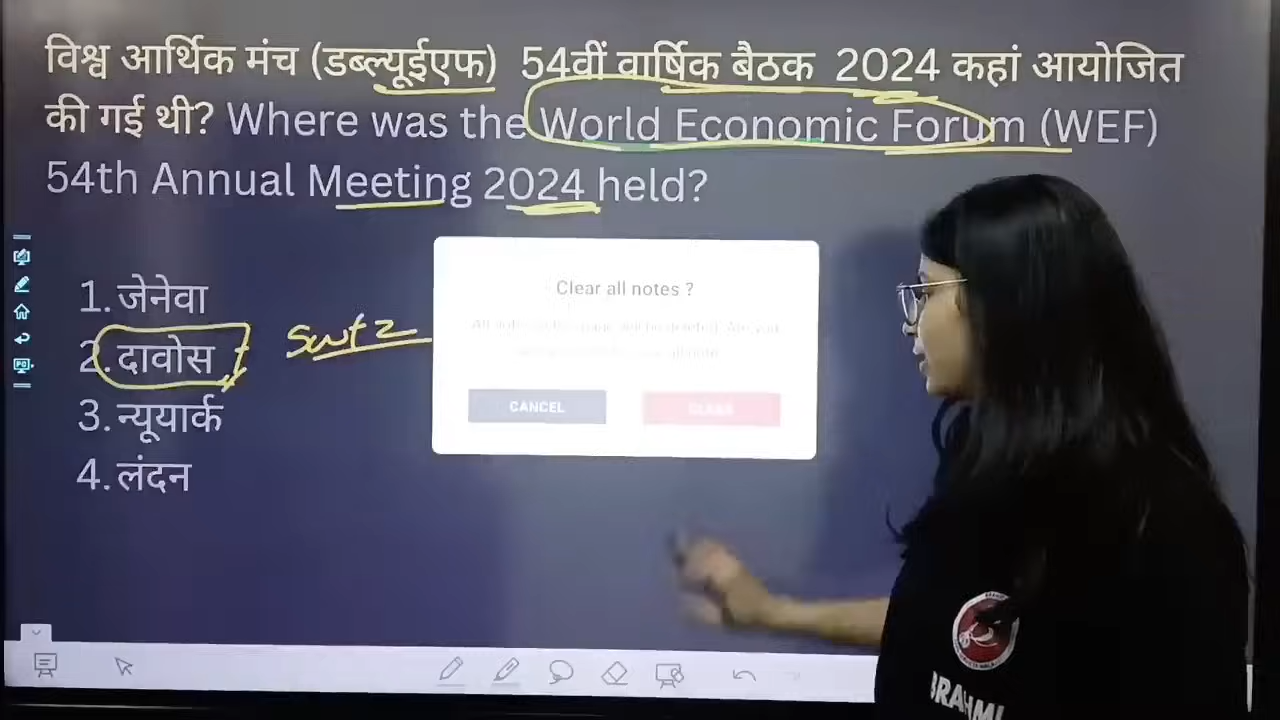 विश्व आर्थिक मंच (डब्ल्यूईएफ) 54वीं वार्षिक बैठक 2024 कहां आयोजित
की गई थी? Where was the World Economic Forum (WEF)
54th Annual Meeting 2024 held?
1. जेनेवा
2. दावोस
3. न्यूयार्क
4. लंदन
Clear all notes ?
CANCEL
CLEAR